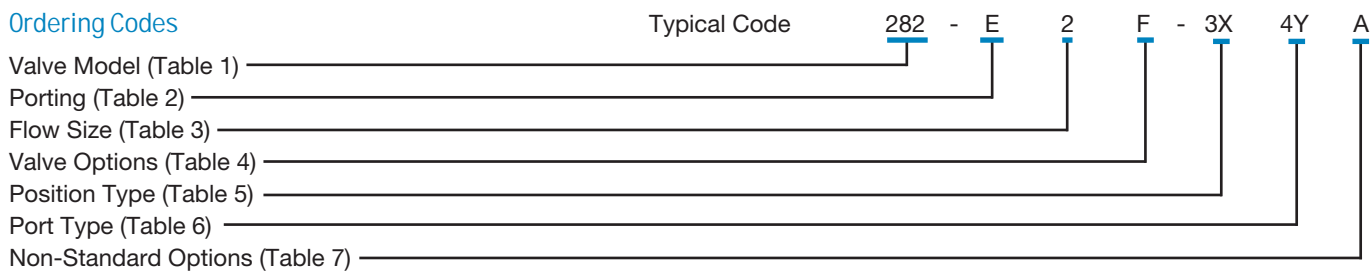 Ordering Codes Typical Code 282 - E 2 F - 3X 4Y A
Valve Model (Table 1)
Porting (Table 2)
Flow Size (Table 3)
Valve Options (Table 4)
Position Type (Table 5)
Port Type (Table 6)
Non-Standard Options (Table 7)